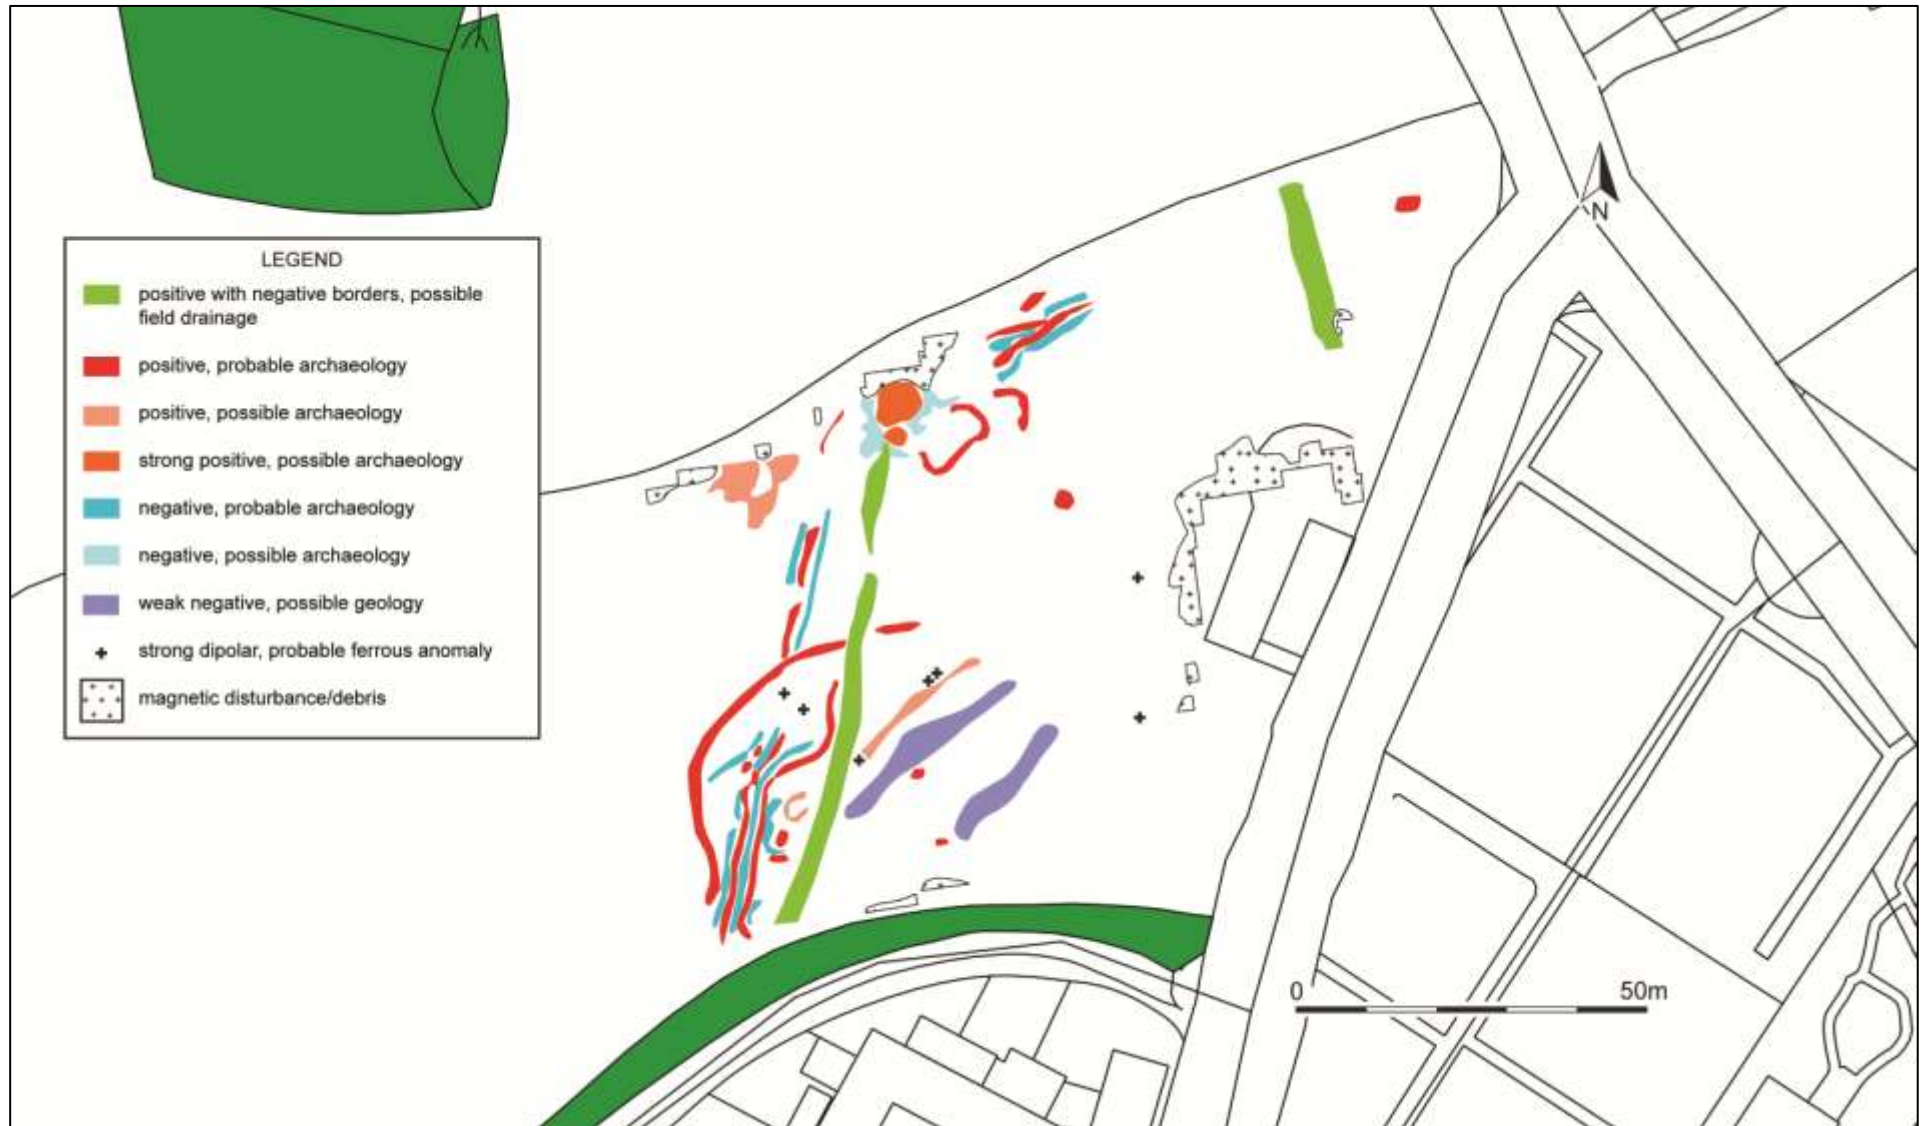 LEGEND
positive with negative borders, possible
field drainage
positive, probable archaeology
positive, possible archaeology
strong positive, possible archaeology
negative, probable archaeology
negative, possible archaeology
weak negative, possible geology
strong dipolar, probable ferrous anomaly
magnetic disturbance/debris
N
0 50m